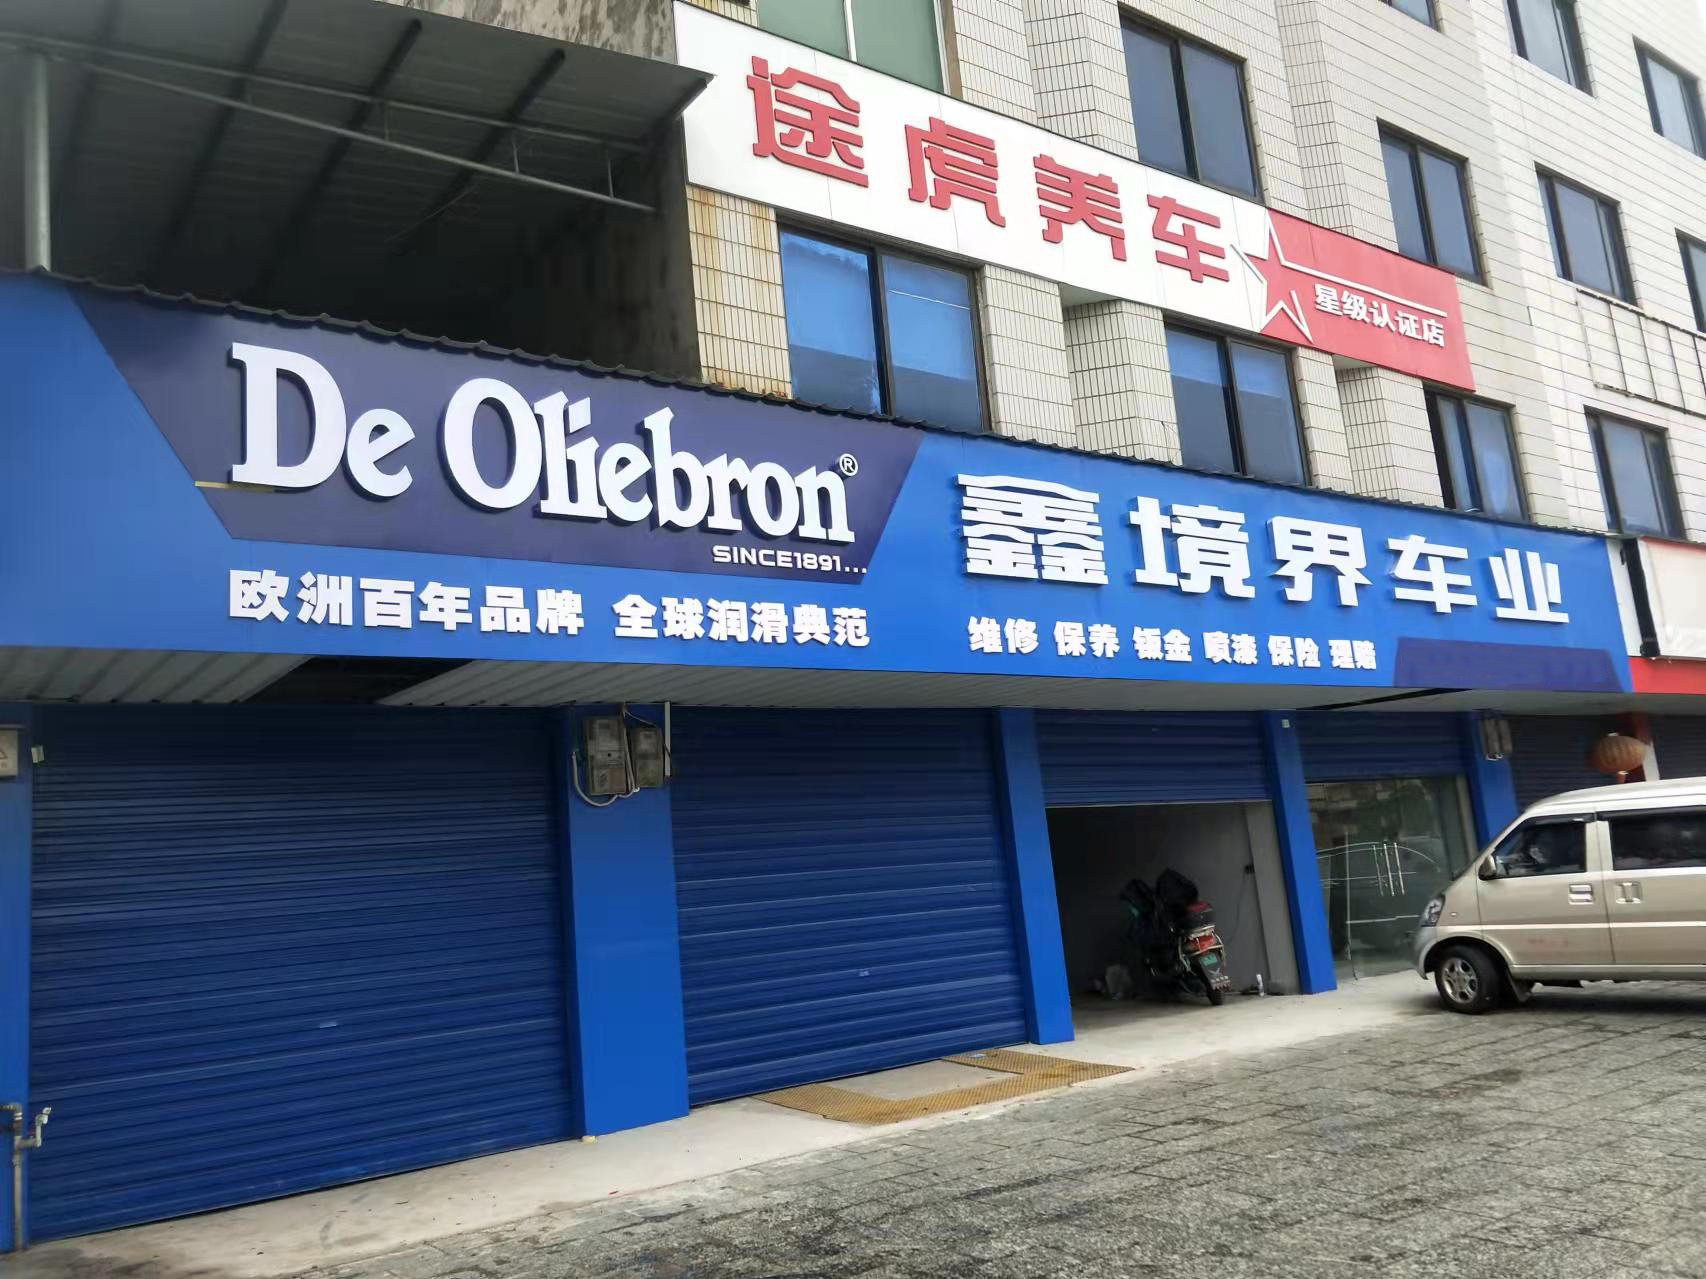 途虎养车
星级认证店
De Oliebron®
SINCE1891...
欧洲百年品牌 全球润滑典范
鑫境界车业
维修 保养 钣金 喷漆 保险 理赔